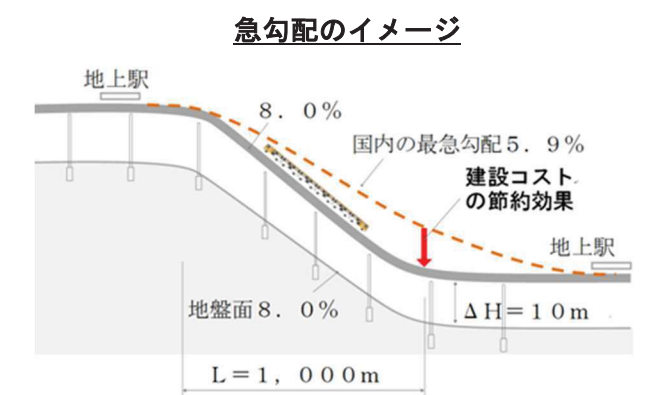 急勾配のイメージ
地上駅
８．０％
国内の最急勾配５．９％
建設コスト
の節約効果
地上駅
地盤面８．０％
ΔＨ＝１０ｍ
Ｌ＝１，０００ｍ